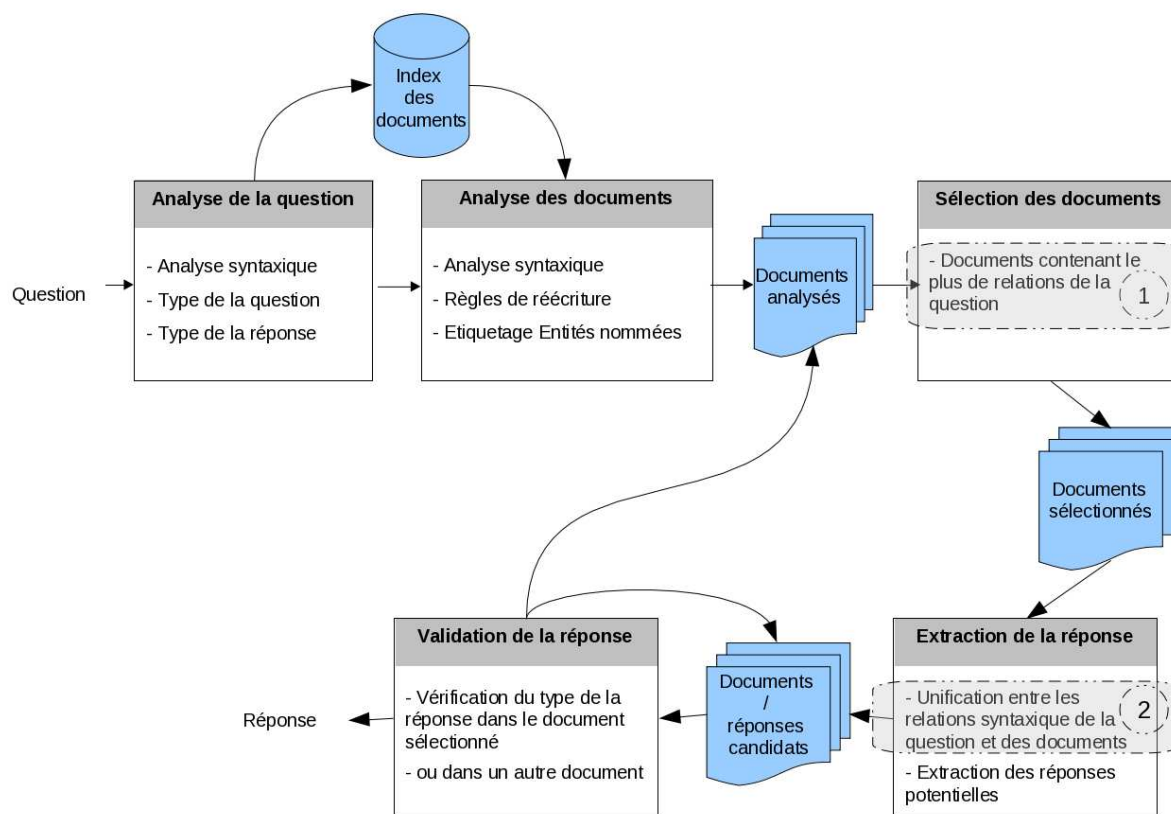 Index
des
documents
Analyse de la question
Analyse des documents
Sélection des documents
Question
- Analyse syntaxique
- Type de la question
- Type de la réponse
- Analyse syntaxique
- Règles de réécriture
- Etiquetage Entités nommées
Documents
analysés
- Documents contenant le
plus de relations de la
question
1
Documents
sélectionnés
Validation de la réponse
Extraction de la réponse
Réponse
- Vérification du type de la
réponse dans le document
sélectionné
- ou dans un autre document
Documents
/
réponses
candidats
- Unification entre les
relations syntaxique de la
question et des documents
2
- Extraction des réponses
potentielles